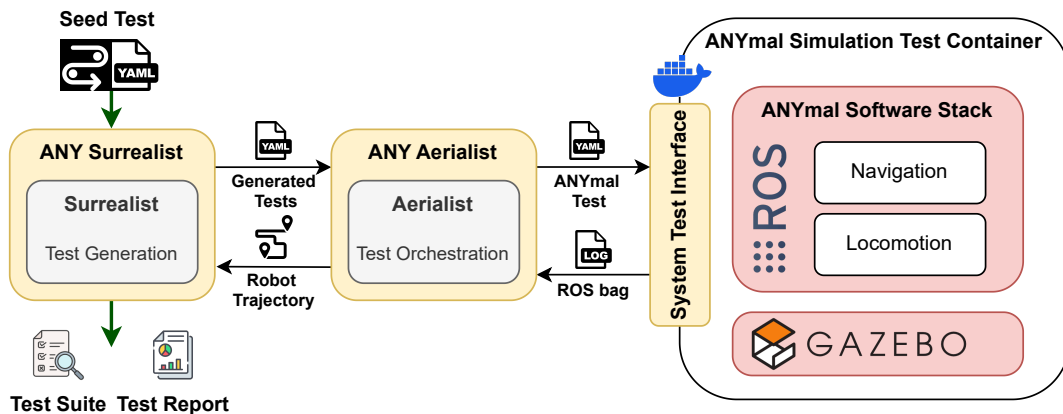 Seed Test
YAML
ANY Surrealist
Surrealist
Test Generation
Test Suite
Test Report
YAML
Generated
Tests
Robot
Trajectory
ANY Aerialist
Aerialist
Test Orchestration
YAML
ANYmal
Test
LOG
ROS bag
System Test Interface
ANYmal Simulation Test Container
ANYmal Software Stack
ROS
Navigation
Locomotion
GAZEBO